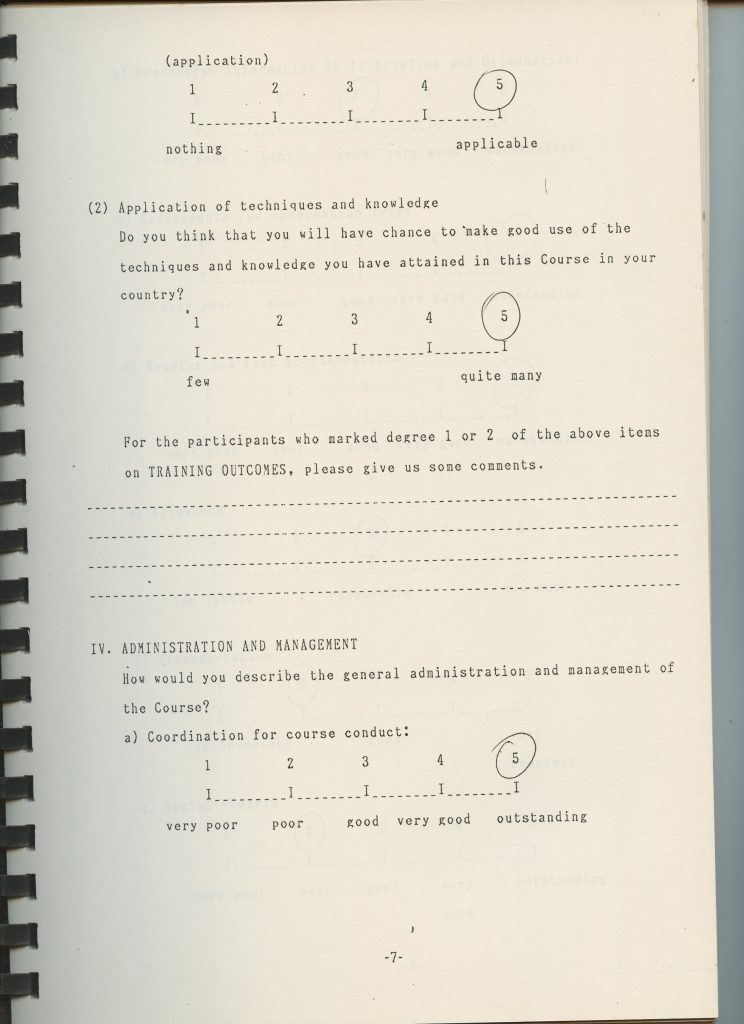 (application)
1 2 3 4 5
I_________I_________I_________I_________I
nothing applicable
(2) Application of techniques and knowledge
Do you think that you will have chance to make good use of the
techniques and knowledge you have attained in this Course in your
country?
1 2 3 4 5
I_________I_________I_________I_________I
few quite many
For the participants who marked degree 1 or 2 of the above items
on TRAINING OUTCOMES, please give us some comments.
IV. ADMINISTRATION AND MANAGEMENT
How would you describe the general administration and management of
the Course?
a) Coordination for course conduct:
1 2 3 4 5
I_________I_________I_________I_________I
very poor poor good very good outstanding
-7-